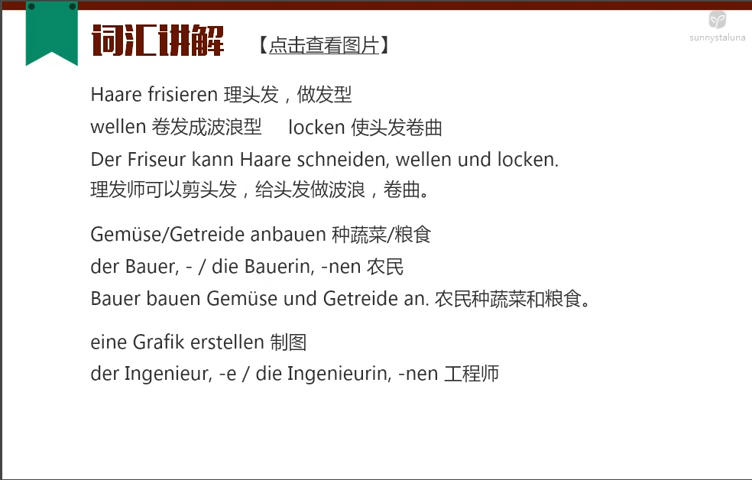 词汇讲解 【点击查看图片】
sunnystaluna
Haare frisieren 理头发，做发型
wellen 卷发成波浪型 locken 使头发卷曲
Der Friseur kann Haare schneiden, wellen und locken.
理发师可以剪头发，给头发做波浪，卷曲。
Gemüse/Getreide anbauen 种蔬菜/粮食
der Bauer, - / die Bauerin, -nen 农民
Bauer bauen Gemüse und Getreide an. 农民种蔬菜和粮食。
eine Grafik erstellen 制图
der Ingenieur, -e / die Ingenieurin, -nen 工程师